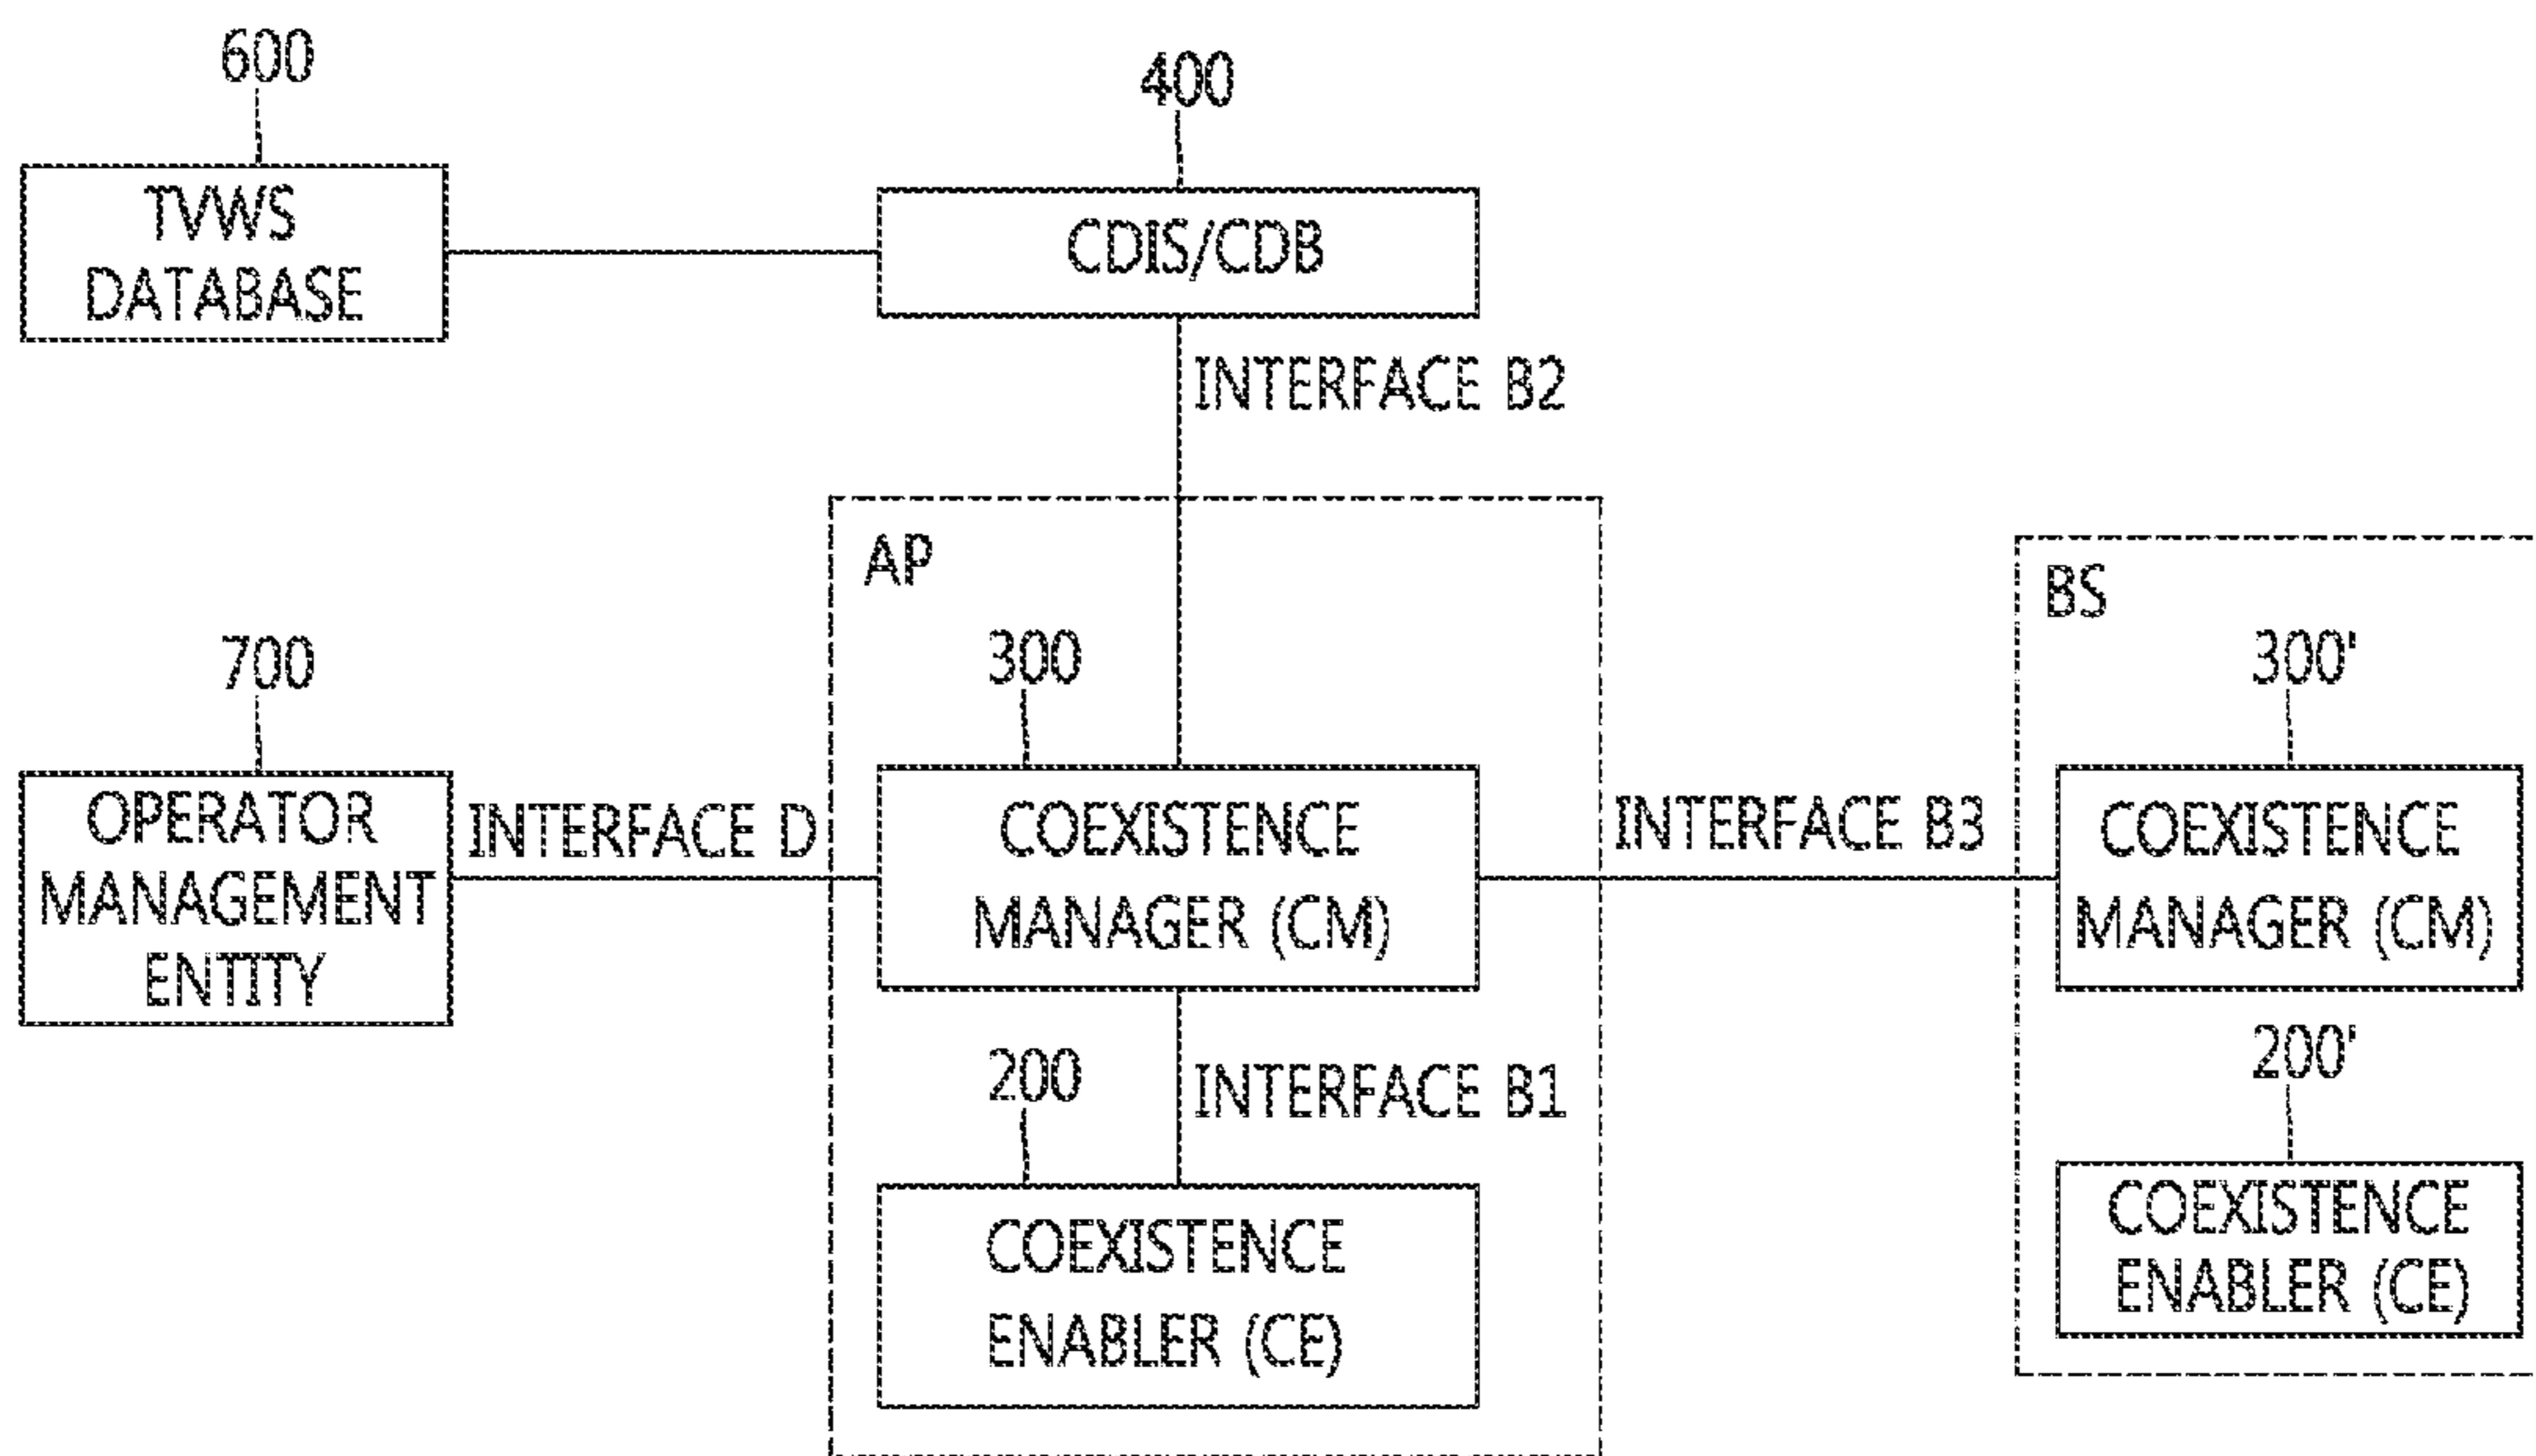 600
TVWS
DATABASE
400
CDIS/CDB
INTERFACE B2
AP
BS
700
OPERATOR
MANAGEMENT
ENTITY
INTERFACE D
300
COEXISTENCE
MANAGER (CM)
INTERFACE B3
300'
COEXISTENCE
MANAGER (CM)
200
INTERFACE B1
COEXISTENCE
ENABLER (CE)
200'
COEXISTENCE
ENABLER (CE)